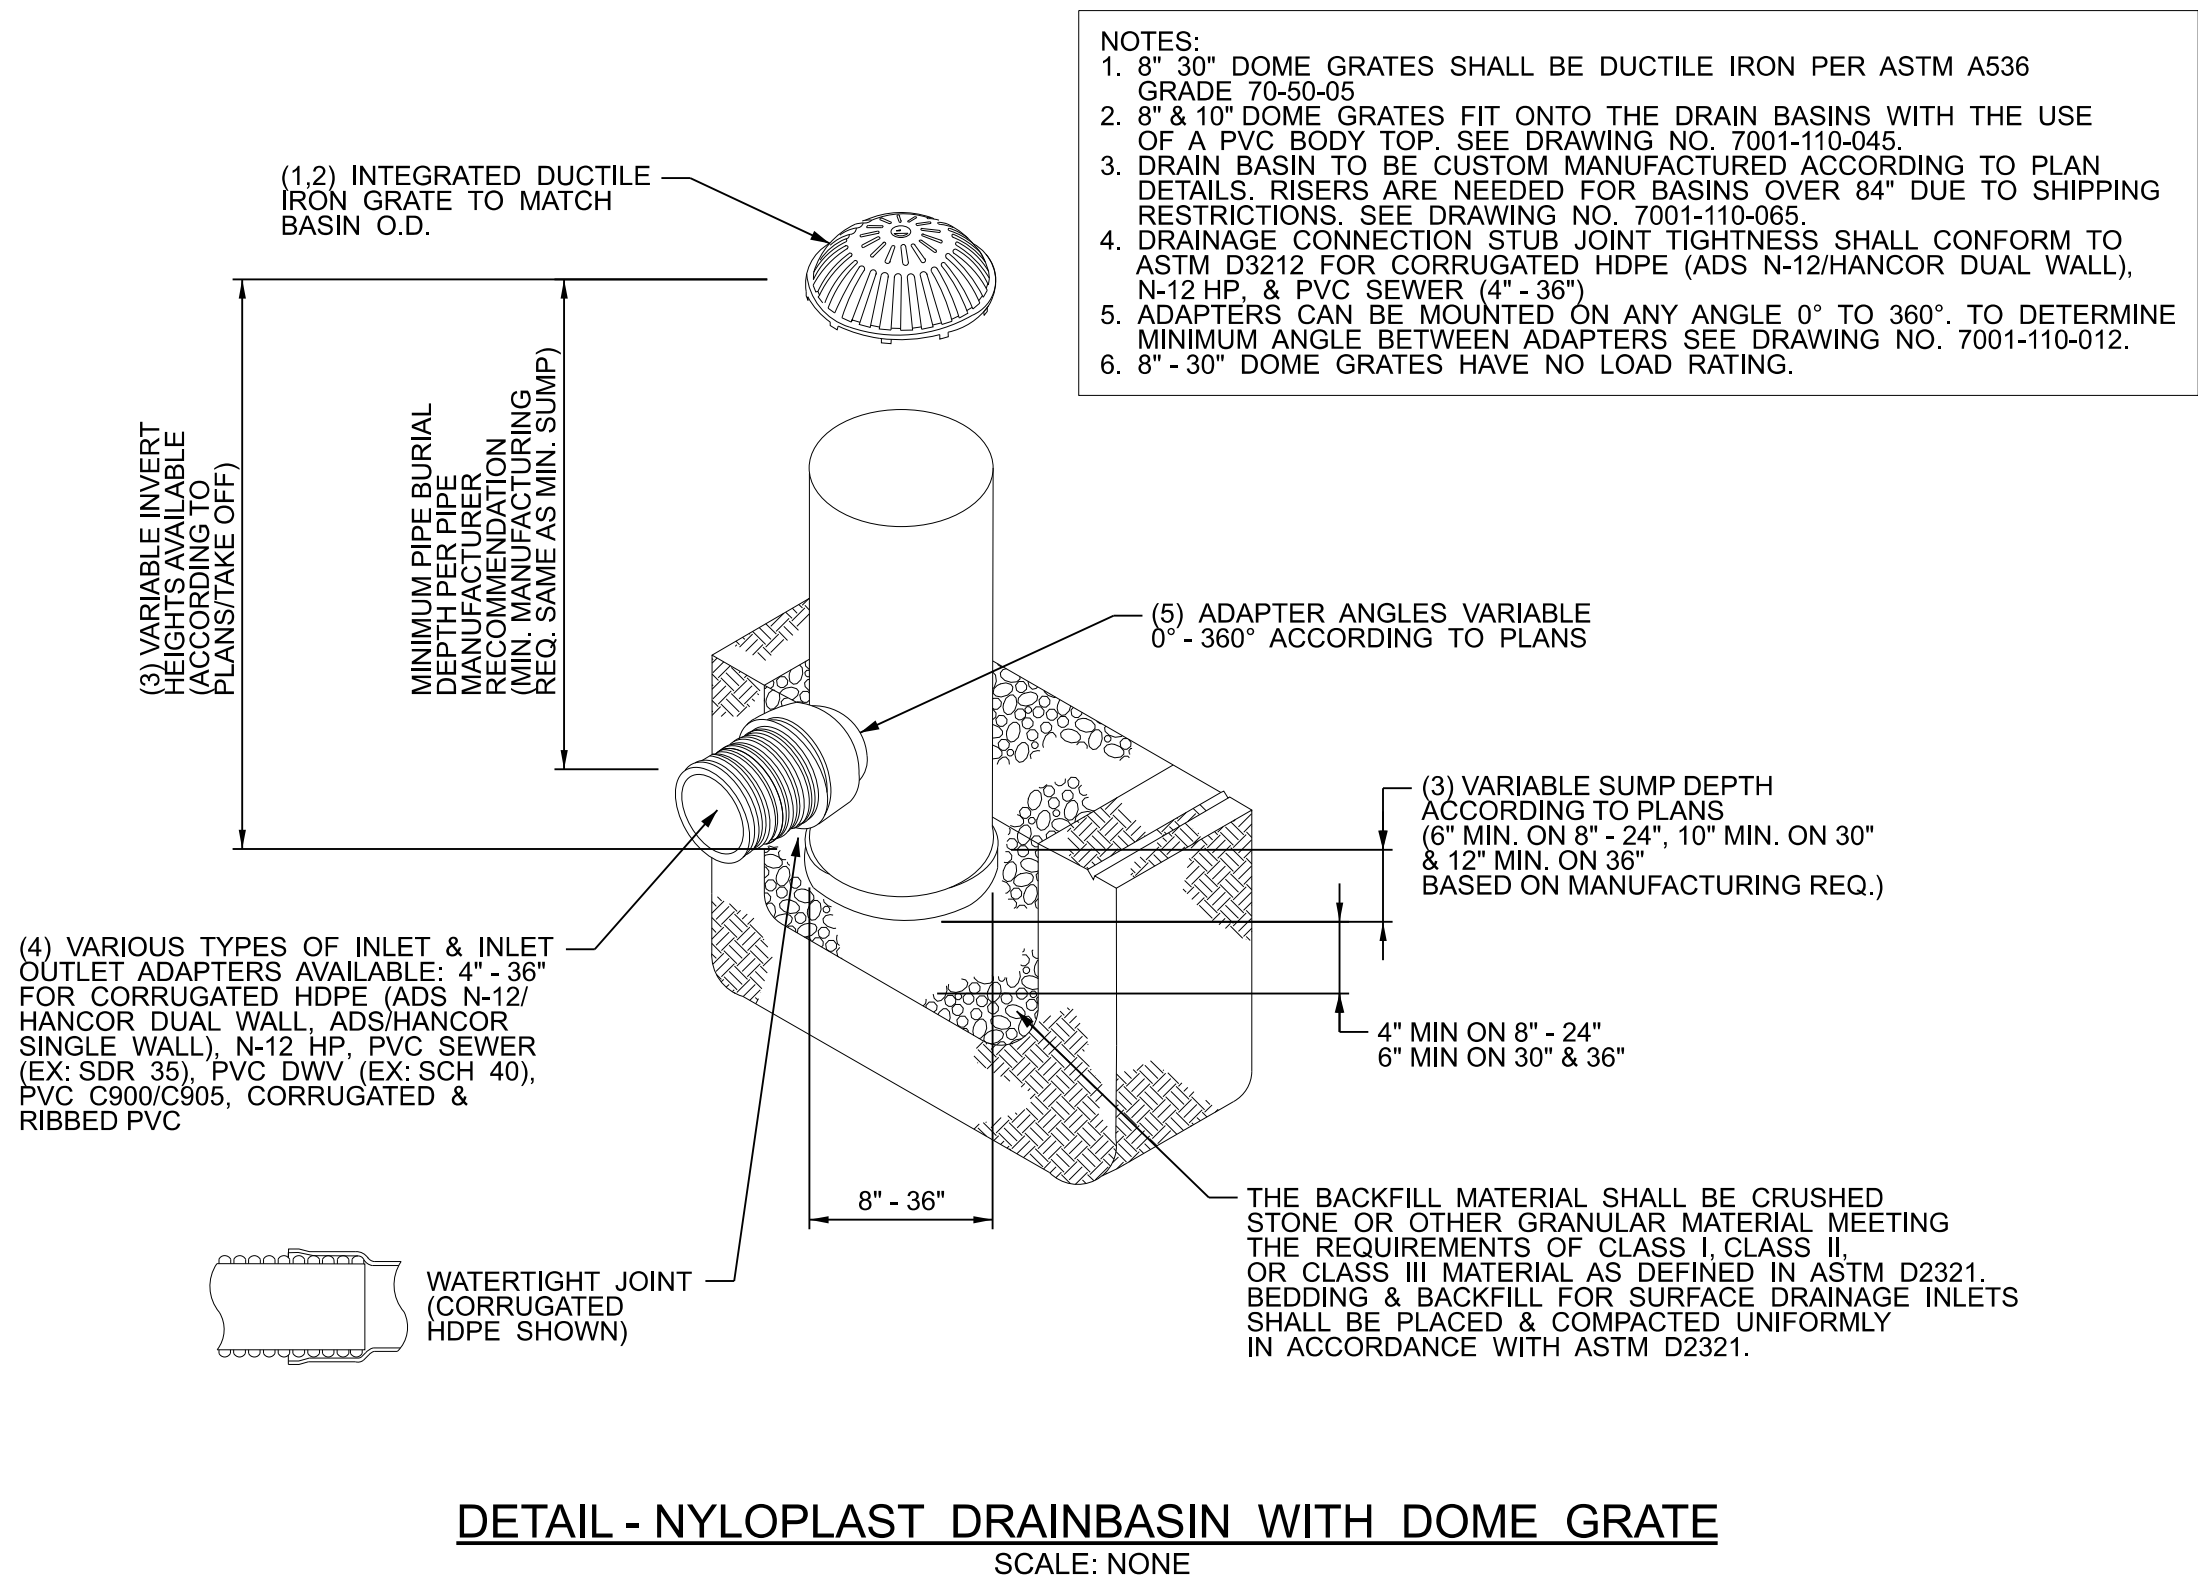 NOTES:
1. 8" 30" DOME GRATES SHALL BE DUCTILE IRON PER ASTM A536
GRADE 70-50-05
2. 8" & 10" DOME GRATES FIT ONTO THE DRAIN BASINS WITH THE USE
OF A PVC BODY TOP. SEE DRAWING NO. 7001-110-045.
3. DRAIN BASIN TO BE CUSTOM MANUFACTURED ACCORDING TO PLAN
DETAILS. RISERS ARE NEEDED FOR BASINS OVER 84" DUE TO SHIPPING
RESTRICTIONS. SEE DRAWING NO. 7001-110-065.
4. DRAINAGE CONNECTION STUB JOINT TIGHTNESS SHALL CONFORM TO
ASTM D3212 FOR CORRUGATED HDPE (ADS N-12/HANCOR DUAL WALL),
N-12 HP, & PVC SEWER (4" - 36")
5. ADAPTERS CAN BE MOUNTED ON ANY ANGLE 0° TO 360°. TO DETERMINE
MINIMUM ANGLE BETWEEN ADAPTERS SEE DRAWING NO. 7001-110-012.
6. 8" - 30" DOME GRATES HAVE NO LOAD RATING.
(1,2) INTEGRATED DUCTILE
IRON GRATE TO MATCH
BASIN O.D.
(3) VARIABLE INVERT
HEIGHTS AVAILABLE
(ACCORDING TO
PLANS/TAKE OFF)
MINIMUM PIPE BURIAL
DEPTH PER PIPE
MANUFACTURER
RECOMMENDATION
(MIN. MANUFACTURING
REQ. SAME AS MIN. SUMP)
(5) ADAPTER ANGLES VARIABLE
0° - 360° ACCORDING TO PLANS
(3) VARIABLE SUMP DEPTH
ACCORDING TO PLANS
(6" MIN. ON 8" - 24", 10" MIN. ON 30"
& 12" MIN. ON 36"
BASED ON MANUFACTURING REQ.)
(4) VARIOUS TYPES OF INLET & INLET
OUTLET ADAPTERS AVAILABLE: 4" - 36"
FOR CORRUGATED HDPE (ADS N-12/
HANCOR DUAL WALL, ADS/HANCOR
SINGLE WALL), N-12 HP, PVC SEWER
(EX: SDR 35), PVC DWV (EX: SCH 40),
PVC C900/C905, CORRUGATED &
RIBBED PVC
4" MIN ON 8" - 24"
6" MIN ON 30" & 36"
8" - 36"
THE BACKFILL MATERIAL SHALL BE CRUSHED
STONE OR OTHER GRANULAR MATERIAL MEETING
THE REQUIREMENTS OF CLASS I, CLASS II,
OR CLASS III MATERIAL AS DEFINED IN ASTM D2321.
BEDDING & BACKFILL FOR SURFACE DRAINAGE INLETS
SHALL BE PLACED & COMPACTED UNIFORMLY
IN ACCORDANCE WITH ASTM D2321.
WATERTIGHT JOINT
(CORRUGATED
HDPE SHOWN)
DETAIL - NYLOPLAST DRAINBASIN WITH DOME GRATE
SCALE: NONE